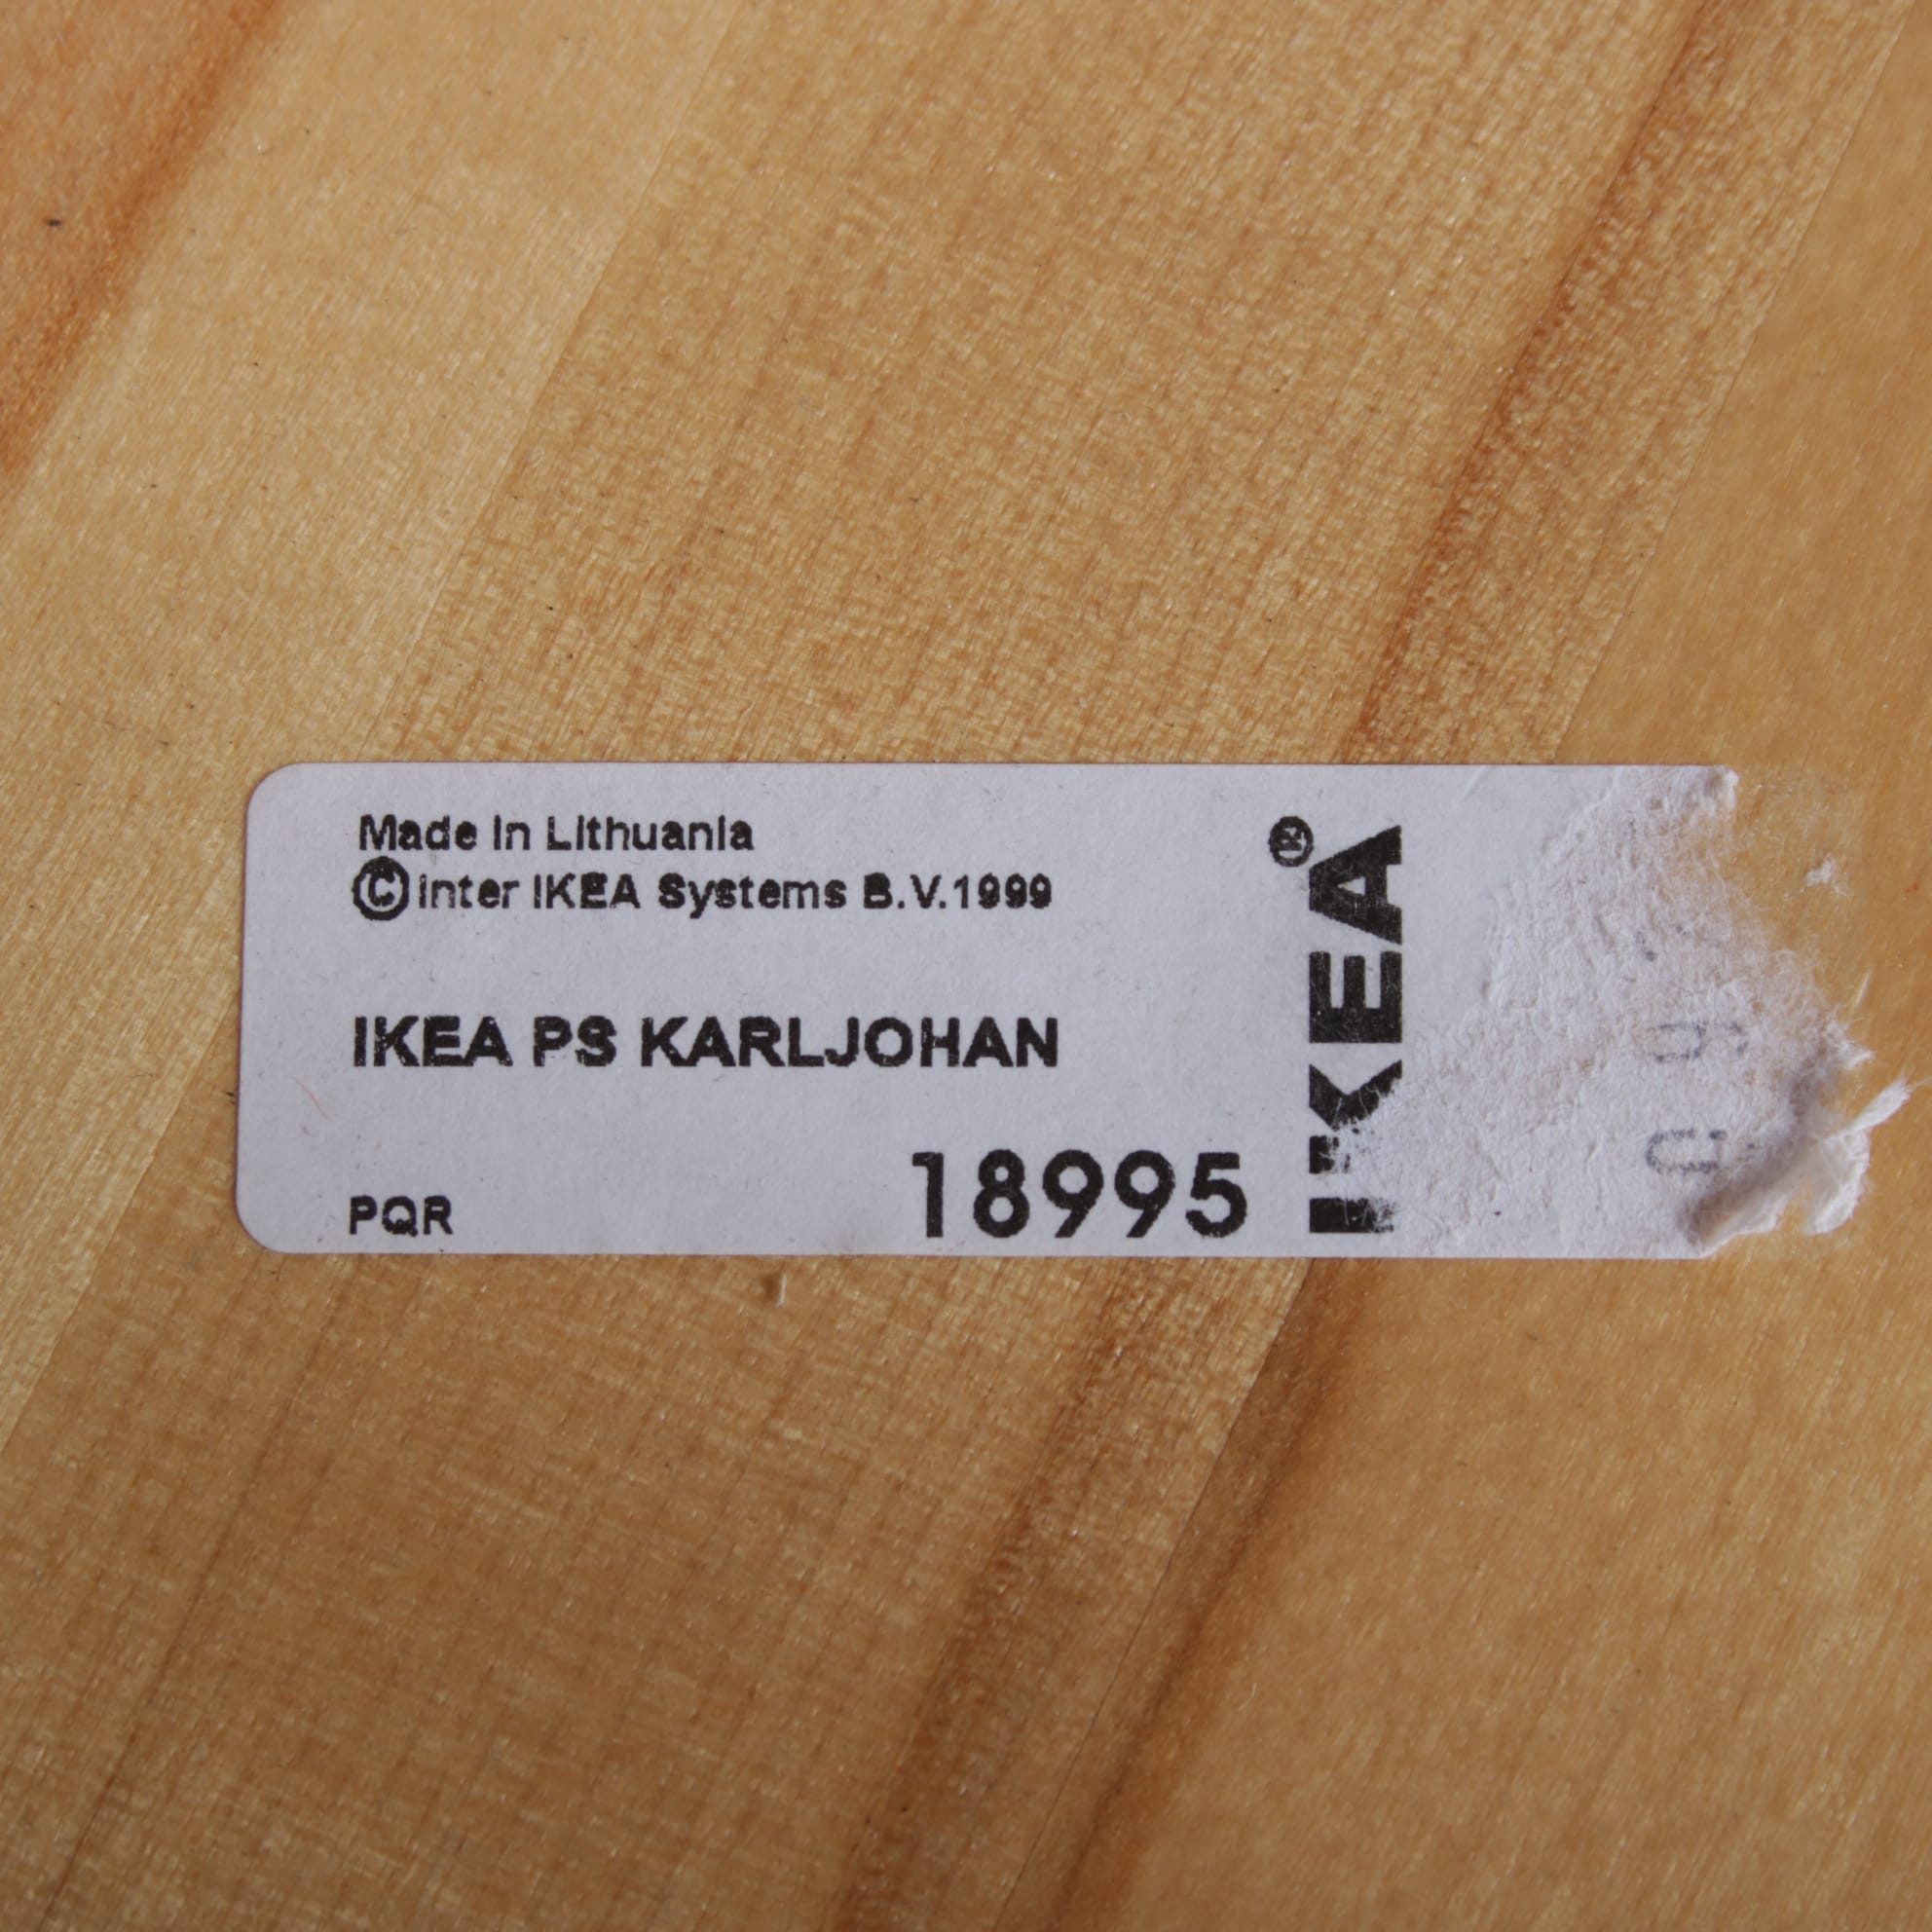 Made in Lithuania
© Inter IKEA Systems B.V.1999
IKEA PS KARLJOHAN
PQR
18995
IKEA®